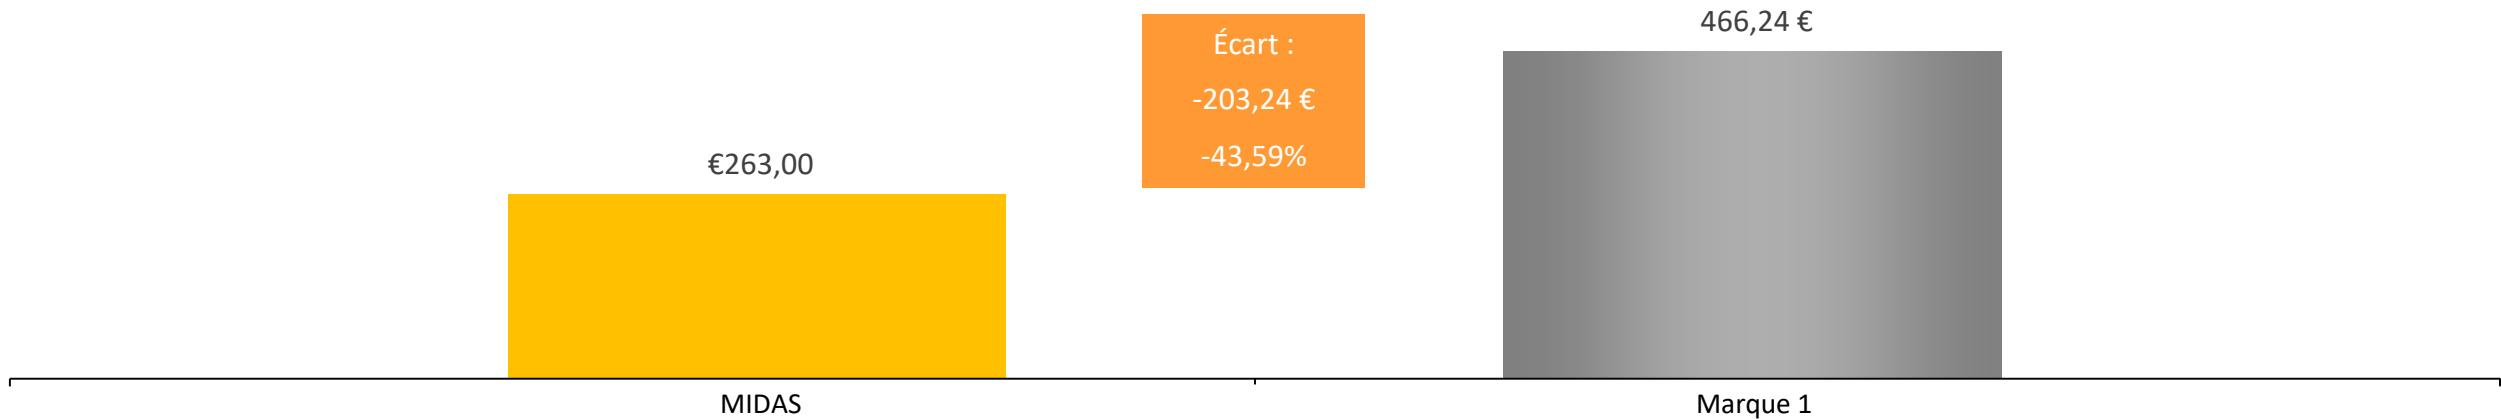 Écart :
-203,24 €
-43,59%
€263,00
466,24 €
MIDAS
Marque 1